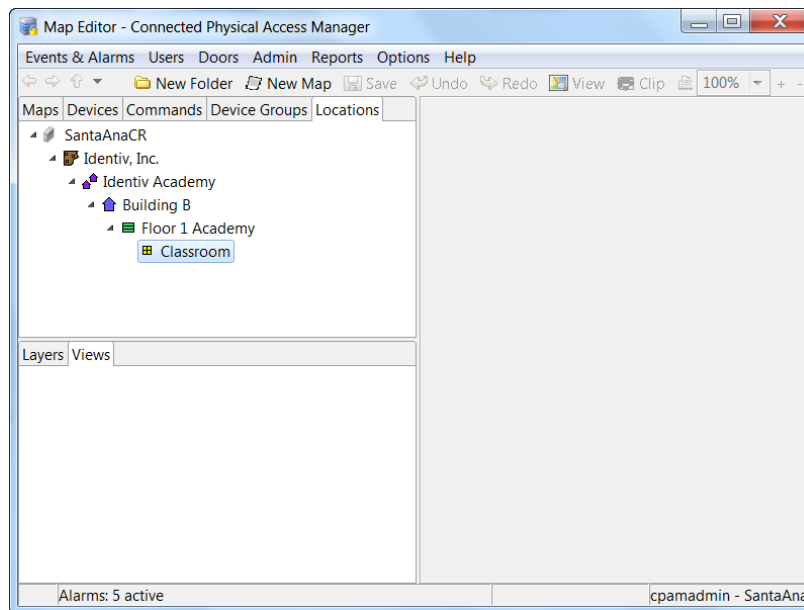 Map Editor - Connected Physical Access Manager
Events & Alarms Users Doors Admin Reports Options Help
New Folder New Map Save Undo Redo View Clip 100% + -
Maps Devices Commands Device Groups Locations
SantaAnaCR
Identiv, Inc.
Identiv Academy
Building B
Floor 1 Academy
Classroom
Layers Views
Alarms: 5 active cpamadmin - SantaAna